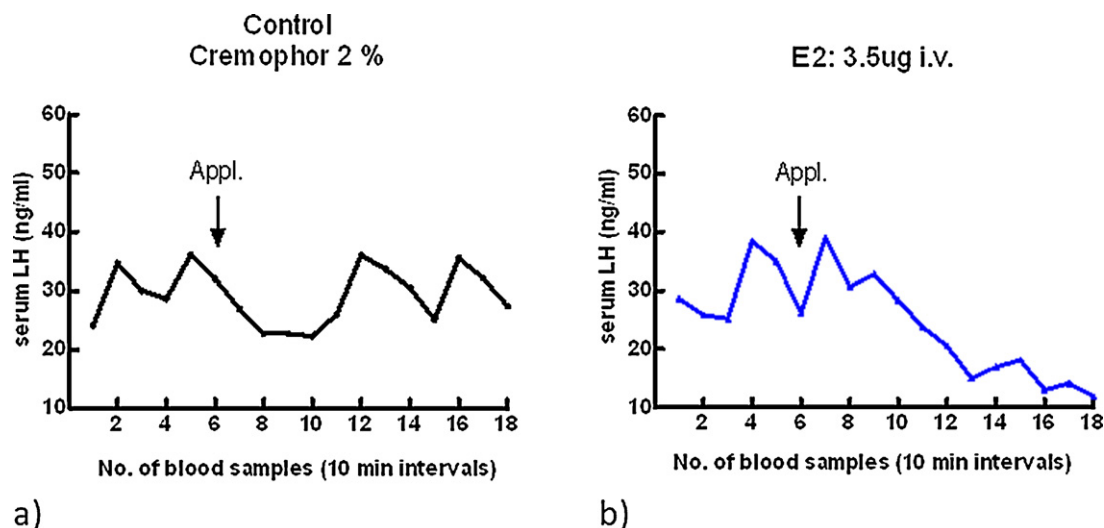 Control
Cremophor 2 %
60
50
40
30
20
10
serum LH (ng/ml)
Appl.
2 4 6 8 10 12 14 16 18
No. of blood samples (10 min intervals)
a)
E2: 3.5ug i.v.
60
50
40
30
20
10
serum LH (ng/ml)
Appl.
2 4 6 8 10 12 14 16 18
No. of blood samples (10 min intervals)
b)